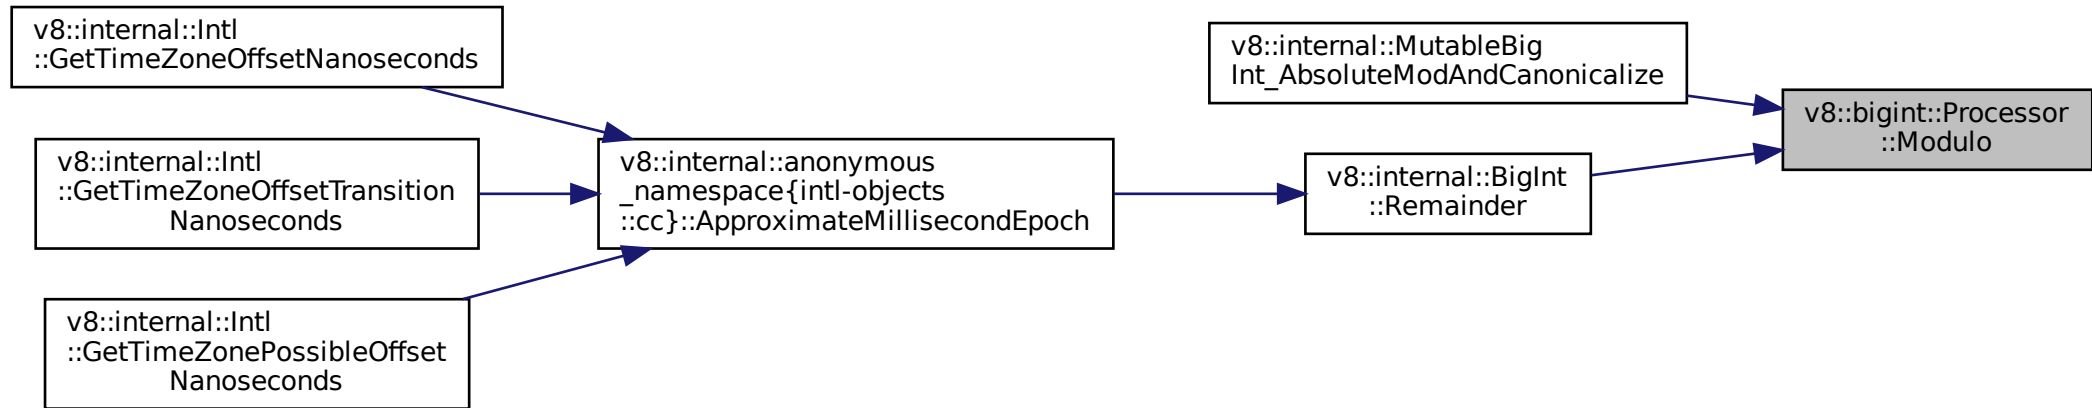 v8::internal::Intl
::GetTimeZoneOffsetNanoseconds
v8::internal::Intl
::GetTimeZoneOffsetTransition
Nanoseconds
v8::internal::Intl
::GetTimeZonePossibleOffset
Nanoseconds
v8::internal::anonymous
_namespace{intl-objects
::cc}::ApproximateMillisecondEpoch
v8::internal::MutableBig
Int_AbsoluteModAndCanonicalize
v8::internal::BigInt
::Remainder
v8::bigint::Processor
::Modulo